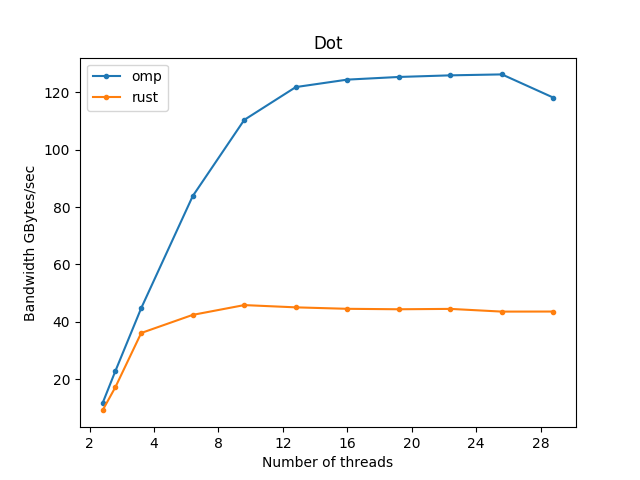 Dot
omp
rust
Bandwidth GBytes/sec
120
100
80
60
40
20
2 4 8 12 16 20 24 28
Number of threads